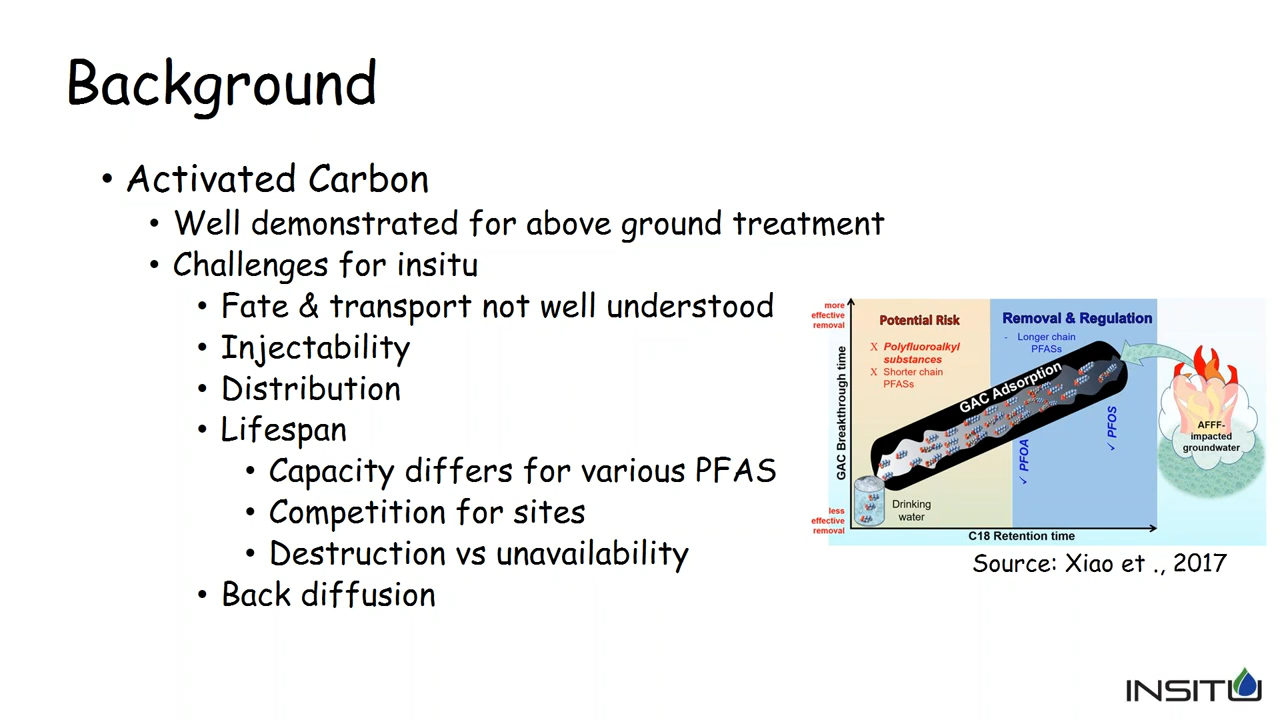 Background
• Activated Carbon
• Well demonstrated for above ground treatment
• Challenges for insitu
• Fate & transport not well understood
• Injectability
• Distribution
• Lifespan
• Capacity differs for various PFAS
• Competition for sites
• Destruction vs unavailability
• Back diffusion
more
effective
removal
GAC Breakthrough time
less
effective
removal
Potential Risk
X Polyfluoroalkyl
substances
X Shorter chain
PFASs
Removal & Regulation
- Longer chain
PFASs
GAC Adsorption
✓ PFOA
✓ PFOS
AFFF-
impacted
groundwater
Drinking
water
C18 Retention time
Source: Xiao et ., 2017
INSITU